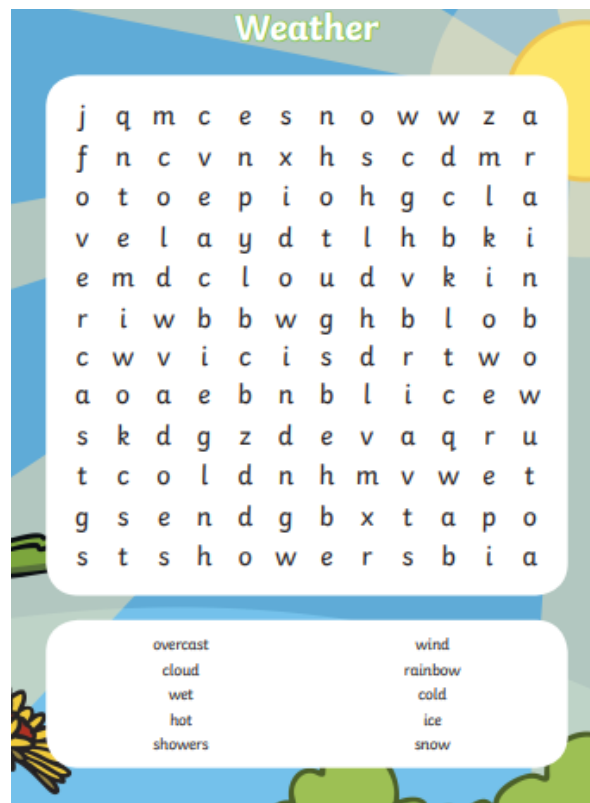 Weather
j q m c e s n o w w z a
f n c v n x h s c d m r
o t o e p i o h g c l a
v e l a y d t l h b k i
e m d c l o u d v k i n
r i w b b w g h b l o b
c w v i c i s d r t w o
a o a e b n b l i c e w
s k d g z d e v a q r u
t c o l d n h m v w e t
g s e n d g b x t a p o
s t s h o w e r s b i a
overcast wind
cloud rainbow
wet cold
hot ice
showers snow